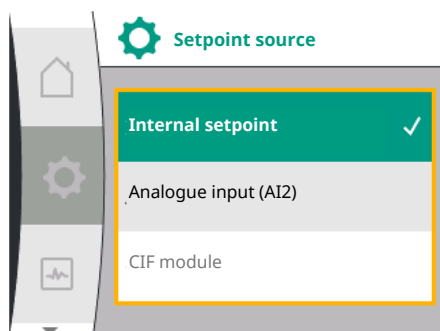 Setpoint source
Internal setpoint
Analogue input (AI2)
CIF module